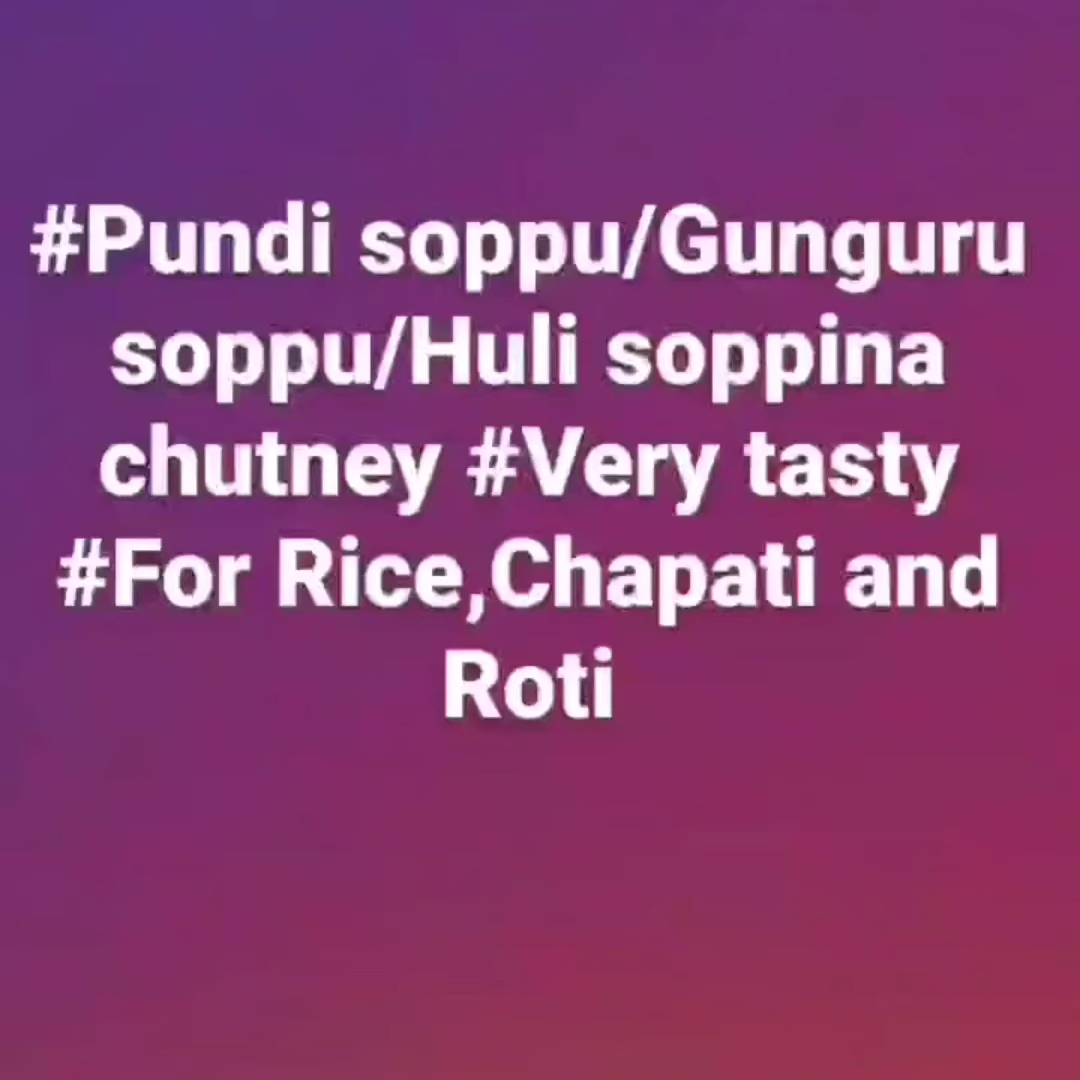 #Pundi soppu/Gunguru
soppu/Huli soppina
chutney #Very tasty
#For Rice,Chapati and
Roti